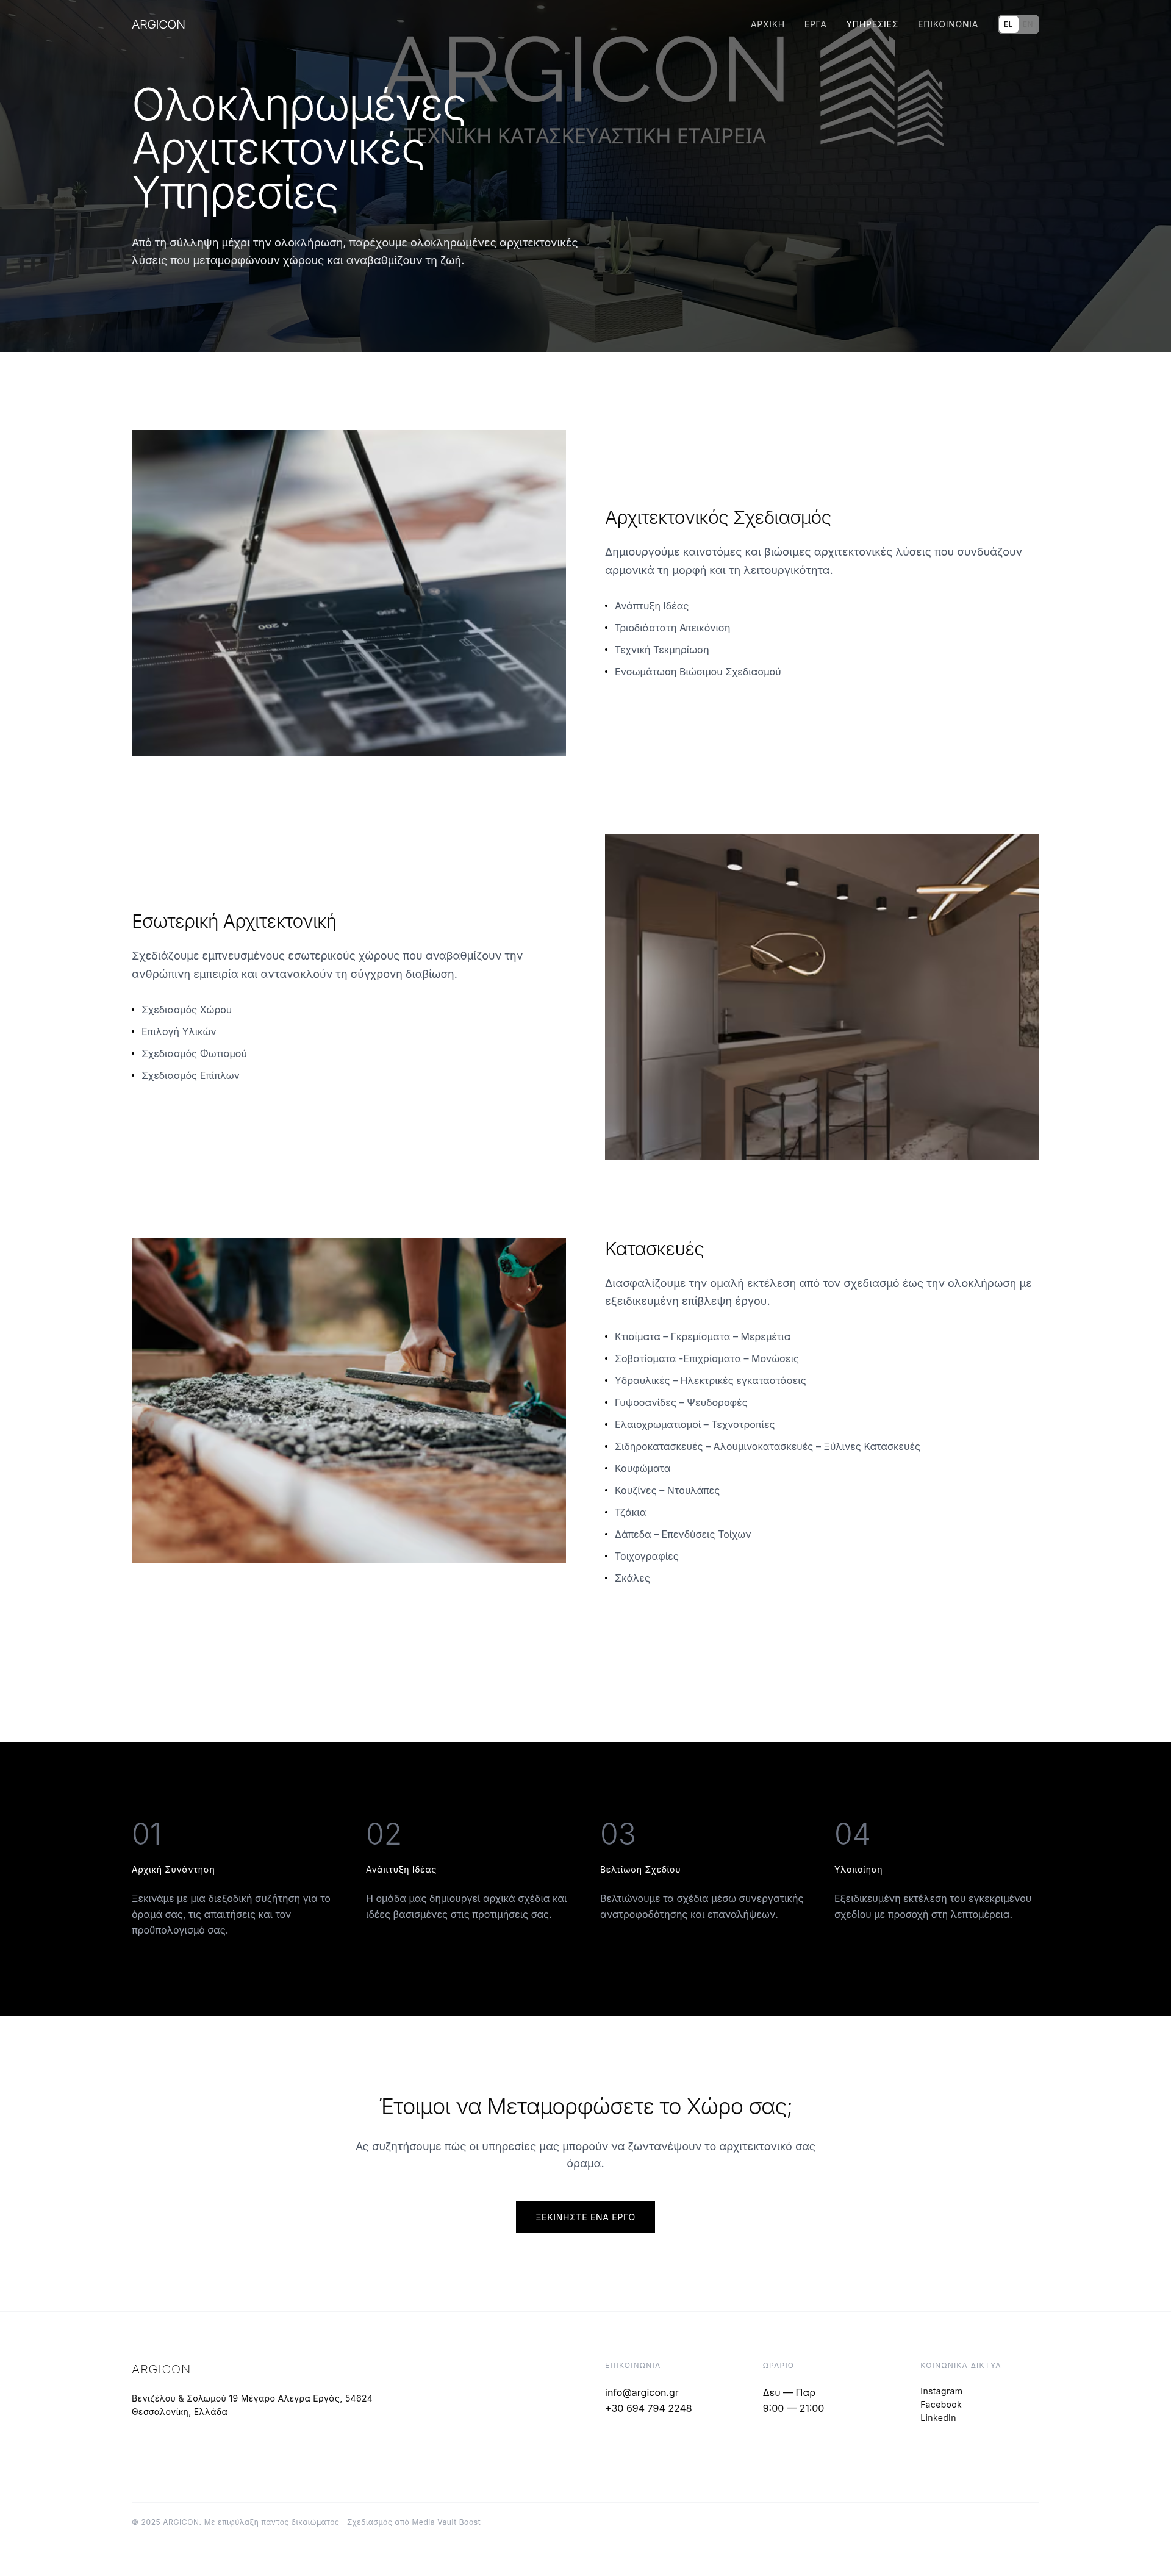 ARGICON
ΑΡΧΙΚΗ ΕΡΓΑ ΥΠΗΡΕΣΙΕΣ ΕΠΙΚΟΙΝΩΝΙΑ EL
ARGICON
ΤΕΧΝΙΚΗ ΚΑΤΑΣΚΕΥΑΣΤΙΚΗ ΕΤΑΙΡΕΙΑ
Ολοκληρωμένες
Αρχιτεκτονικές
Υπηρεσίες
Από τη σύλληψη μέχρι την ολοκλήρωση, παρέχουμε ολοκληρωμένες αρχιτεκτονικές
λύσεις που μεταμορφώνουν χώρους και αναβαθμίζουν τη ζωή.
Αρχιτεκτονικός Σχεδιασμός
Δημιουργούμε καινοτόμες και βιώσιμες αρχιτεκτονικές λύσεις που συνδυάζουν
αρμονικά τη μορφή και τη λειτουργικότητα.
• Ανάπτυξη Ιδέας
• Τρισδιάστατη Απεικόνιση
• Τεχνική Τεκμηρίωση
• Ενσωμάτωση Βιώσιμου Σχεδιασμού
4 200
4 200
Εσωτερική Αρχιτεκτονική
Σχεδιάζουμε εμπνευσμένους εσωτερικούς χώρους που αναβαθμίζουν την
ανθρώπινη εμπειρία και αντανακλούν τη σύγχρονη διαβίωση.
• Σχεδιασμός Χώρου
• Επιλογή Υλικών
• Σχεδιασμός Φωτισμού
• Σχεδιασμός Επίπλων
Κατασκευές
Διασφαλίζουμε την ομαλή εκτέλεση από τον σχεδιασμό έως την ολοκλήρωση με
εξειδικευμένη επίβλεψη έργου.
• Κτισίματα – Γκρεμίσματα – Μερεμέτια
• Σοβατίσματα -Επιχρίσματα – Μονώσεις
• Υδραυλικές – Ηλεκτρικές εγκαταστάσεις
• Γυψοσανίδες – Ψευδοροφές
• Ελαιοχρωματισμοί – Τεχνοτροπίες
• Σιδηροκατασκευές – Αλουμινοκατασκευές – Ξύλινες Κατασκευές
• Κουφώματα
• Κουζίνες – Ντουλάπες
• Τζάκια
• Δάπεδα – Επενδύσεις Τοίχων
• Τοιχογραφίες
• Σκάλες
01
Αρχική Συνάντηση
Ξεκινάμε με μια διεξοδική συζήτηση για το
όραμά σας, τις απαιτήσεις και τον
προϋπολογισμό σας.
02
Ανάπτυξη Ιδέας
Η ομάδα μας δημιουργεί αρχικά σχέδια και
ιδέες βασισμένες στις προτιμήσεις σας.
03
Βελτίωση Σχεδίου
Βελτιώνουμε τα σχέδια μέσω συνεργατικής
ανατροφοδότησης και επαναλήψεων.
04
Υλοποίηση
Εξειδικευμένη εκτέλεση του εγκεκριμένου
σχεδίου με προσοχή στη λεπτομέρεια.
Έτοιμοι να Μεταμορφώσετε το Χώρο σας;
Ας συζητήσουμε πώς οι υπηρεσίες μας μπορούν να ζωντανέψουν το αρχιτεκτονικό σας
όραμα.
ΞΕΚΙΝΗΣΤΕ ΕΝΑ ΕΡΓΟ
ARGICON
Βενιζέλου & Σολωμού 19 Μέγαρο Αλέγρα Εργάς, 54624
Θεσσαλονίκη, Ελλάδα
ΕΠΙΚΟΙΝΩΝΙΑ
info@argicon.gr
+30 694 794 2248
ΩΡΑΡΙΟ
Δευ — Παρ
9:00 — 21:00
ΚΟΙΝΩΝΙΚΑ ΔΙΚΤΥΑ
Instagram
Facebook
LinkedIn
© 2025 ARGICON. Με επιφύλαξη παντός δικαιώματος | Σχεδιασμός από Media Vault Boost